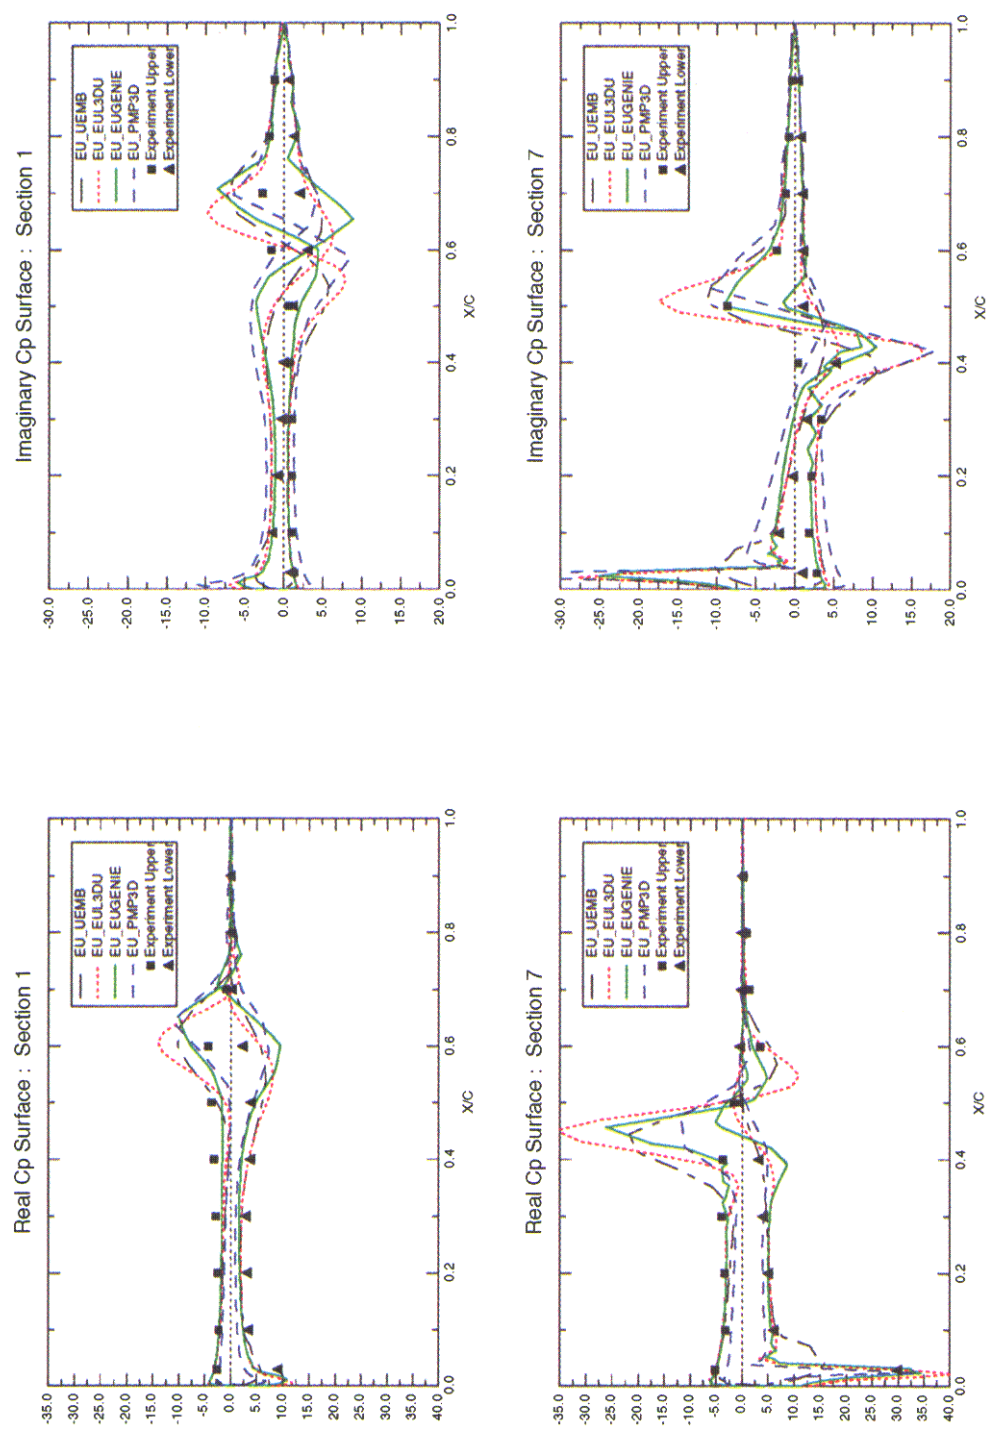 Real Cp Surface : Section 1
EU_UEMB
EU_EUL3DU
EU_EUGENIE
EU_PMP3D
Experiment Upper
Experiment Lower
-35.0
-30.0
-25.0
-20.0
-15.0
-10.0
-5.0
0.0
5.0
10.0
15.0
20.0
25.0
30.0
35.0
40.0
0.0 0.2 0.4 0.6 0.8 1.0
X/C
Imaginary Cp Surface : Section 1
EU_UEMB
EU_EUL3DU
EU_EUGENIE
EU_PMP3D
Experiment Upper
Experiment Lower
-30.0
-25.0
-20.0
-15.0
-10.0
-5.0
0.0
5.0
10.0
15.0
20.0
0.0 0.2 0.4 0.6 0.8 1.0
X/C
Real Cp Surface : Section 7
EU_UEMB
EU_EUL3DU
EU_EUGENIE
EU_PMP3D
Experiment Upper
Experiment Lower
-35.0
-30.0
-25.0
-20.0
-15.0
-10.0
-5.0
0.0
5.0
10.0
15.0
20.0
25.0
30.0
35.0
40.0
0.0 0.2 0.4 0.6 0.8 1.0
X/C
Imaginary Cp Surface : Section 7
EU_UEMB
EU_EUL3DU
EU_EUGENIE
EU_PMP3D
Experiment Upper
Experiment Lower
-30.0
-25.0
-20.0
-15.0
-10.0
-5.0
0.0
5.0
10.0
15.0
20.0
0.0 0.2 0.4 0.6 0.8 1.0
X/C